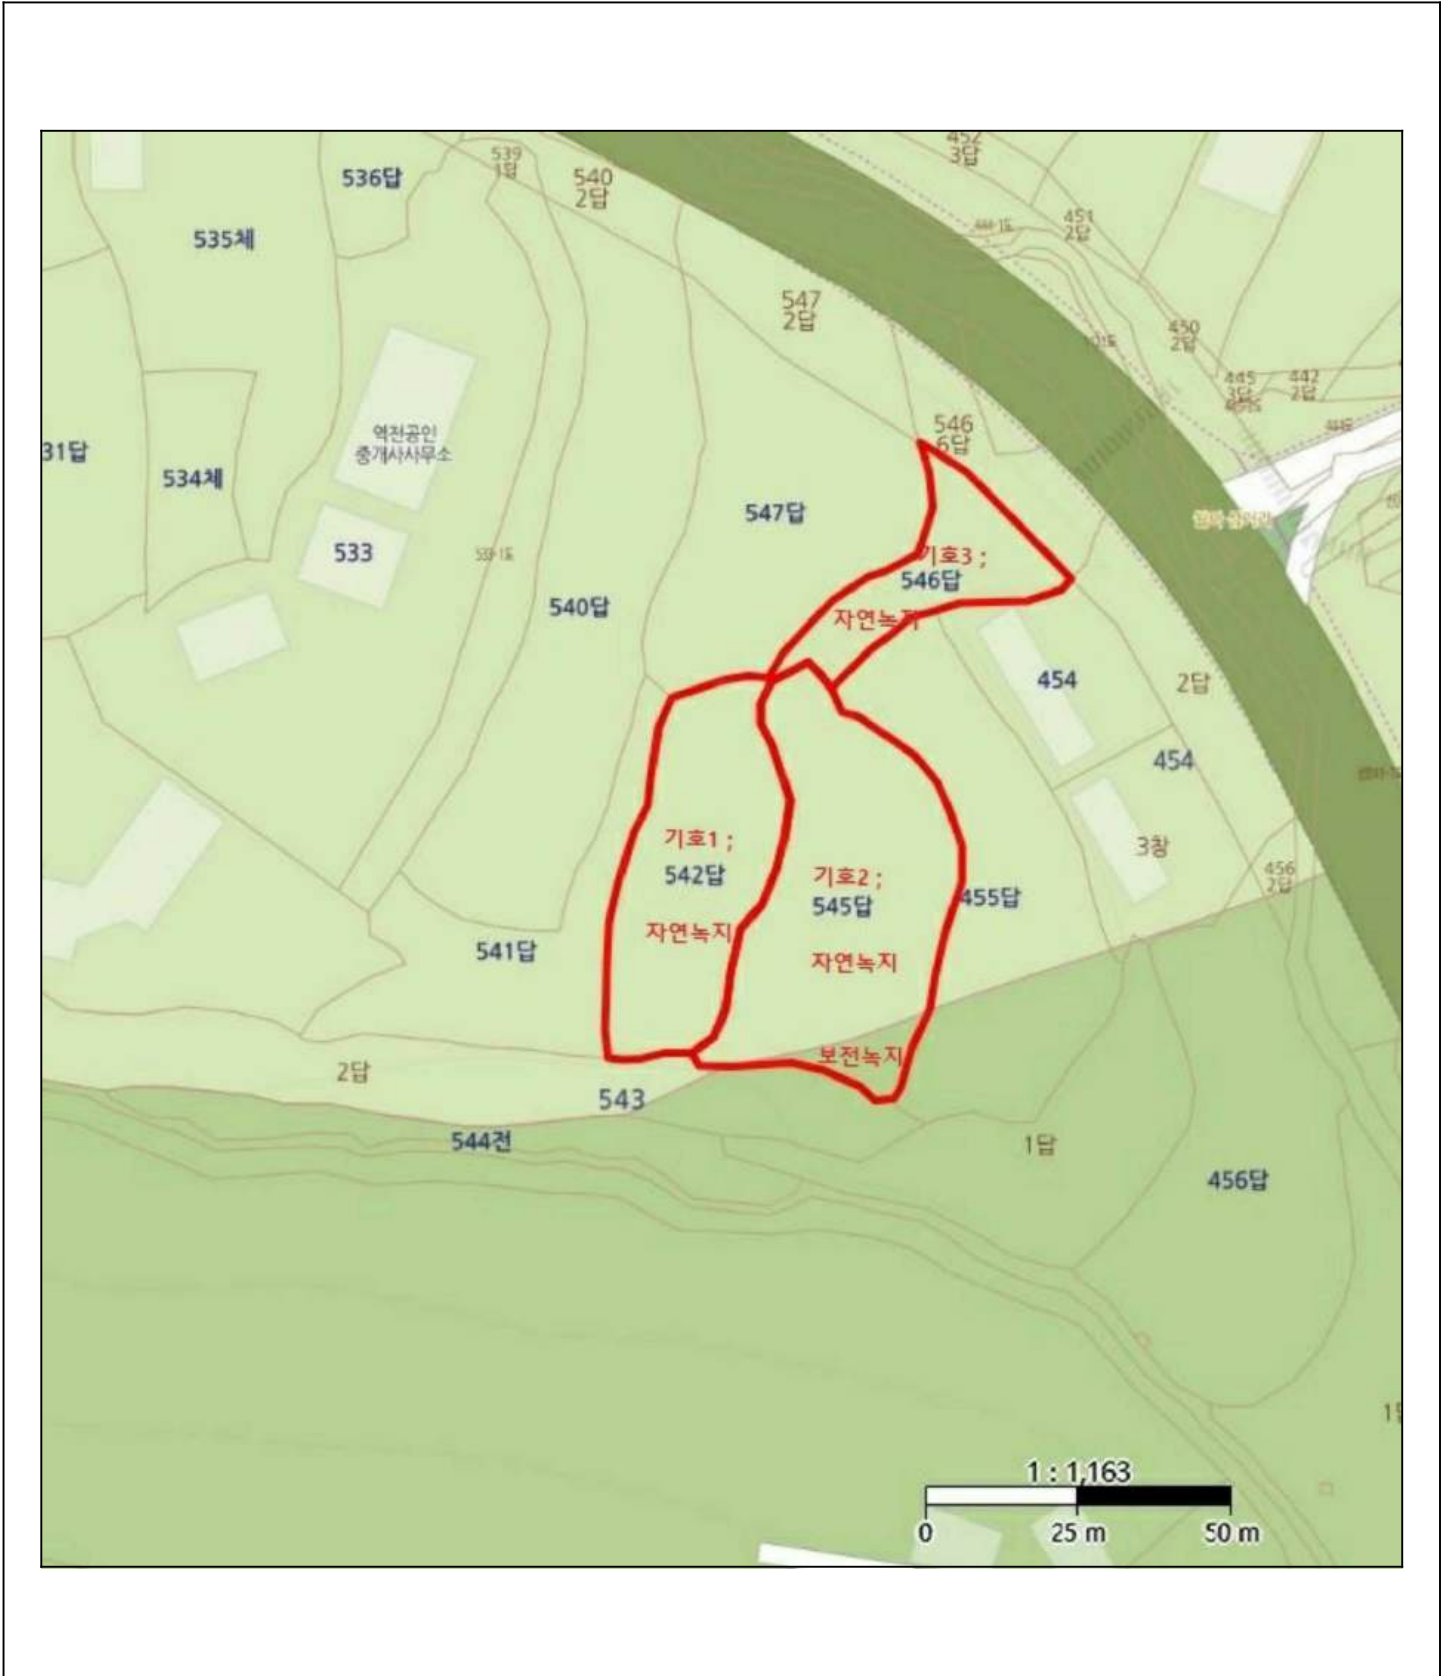 452
3답
539
1답
540
2답
536답
451
2답
535체
547
2답
450
2답
445
3답
442
2답
546
6답
역전공인
중개사사무소
31답
534체
547답
533
기호3 ;
546답
540답
자연녹지
454
2답
454
기호1 ;
542답
자연녹지
3창
기호2 ;
545답
자연녹지
455답
456
2답
541답
보전녹지
2답
543
544전
1답
456답
1 : 1,163
0
25 m
50 m